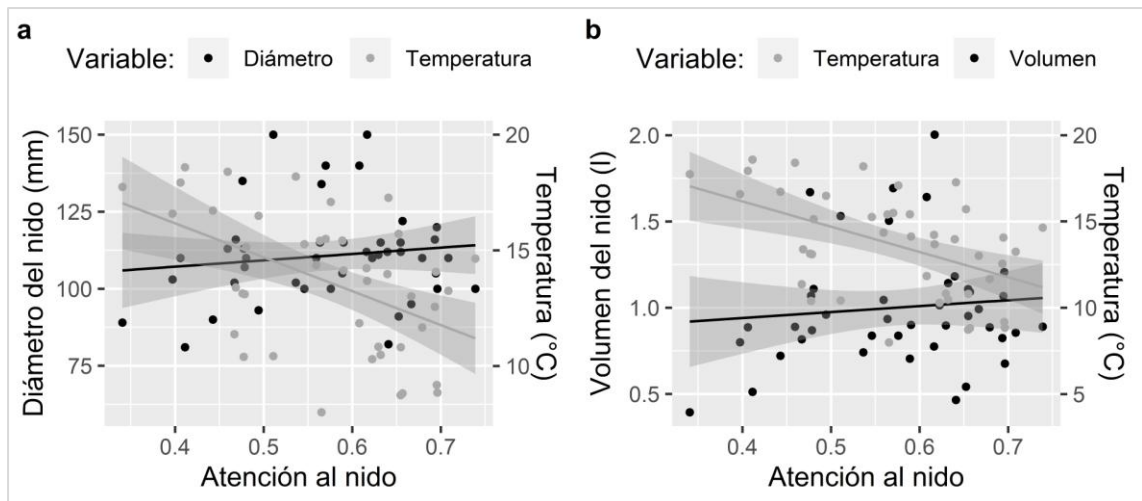 a
Variable: Diámetro Temperatura
Diámetro del nido (mm)
150
125
100
75
20
15
10
Temperatura (°C)
0.4 0.5 0.6 0.7
Atención al nido
b
Variable: Temperatura Volumen
Volumen del nido (l)
2.0
1.5
1.0
0.5
20
15
10
5
Temperatura (°C)
0.4 0.5 0.6 0.7
Atención al nido